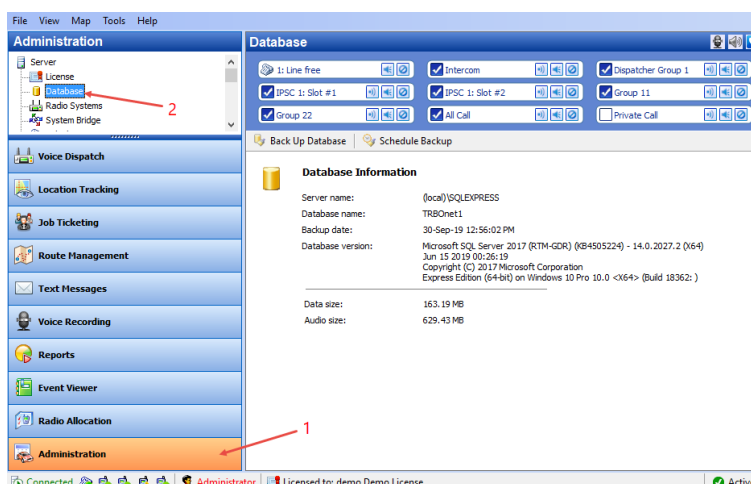 File View Map Tools Help
Administration
Database
Server
License
Database
Radio Systems
System Bridge
2
1: Line free
Intercom
Dispatcher Group 1
IPSC 1: Slot #1
IPSC 1: Slot #2
Group 11
Group 22
All Call
Private Call
Back Up Database
Schedule Backup
Database Information
Server name: (local)\SQLEXPRESS
Database name: TRBOnet1
Backup date: 30-Sep-19 12:56:02 PM
Database version: Microsoft SQL Server 2017 (RTM-GDR) (KB4505224) - 14.0.2027.2 (X64)
Jun 15 2019 00:26:19
Copyright (C) 2017 Microsoft Corporation
Express Edition (64-bit) on Windows 10 Pro 10.0 <X64> (Build 18362: )
Data size: 163.19 MB
Audio size: 629.43 MB
Voice Dispatch
Location Tracking
Job Ticketing
Route Management
Text Messages
Voice Recording
Reports
Event Viewer
Radio Allocation
Administration
1
Connected
Administrator
Licensed to: demo Demo License
Activ